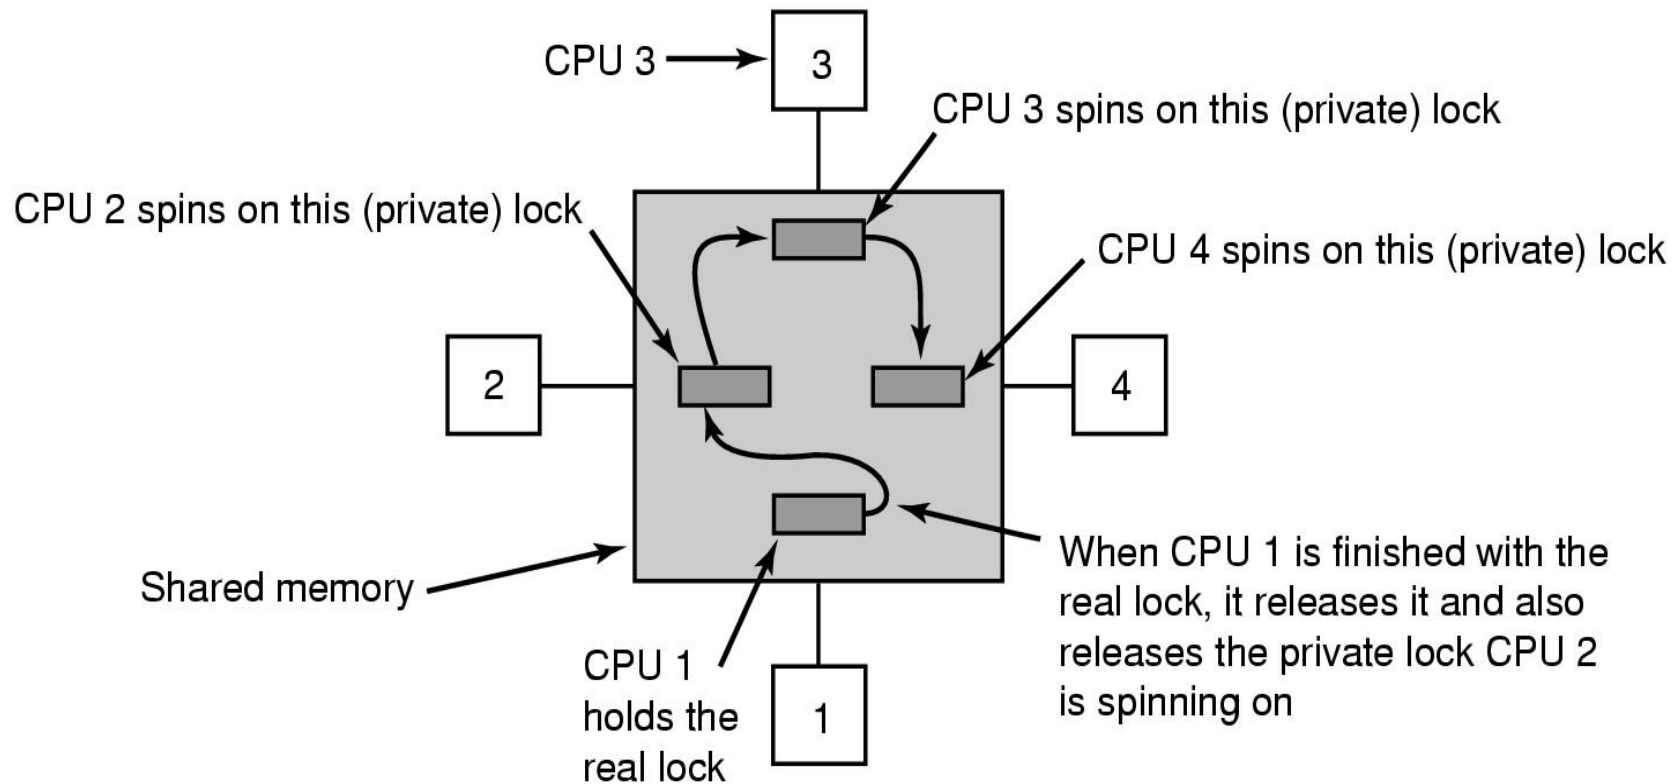 CPU 3
3
CPU 3 spins on this (private) lock
CPU 2 spins on this (private) lock
CPU 4 spins on this (private) lock
2
4
Shared memory
CPU 1
holds the
real lock
1
When CPU 1 is finished with the
real lock, it releases it and also
releases the private lock CPU 2
is spinning on